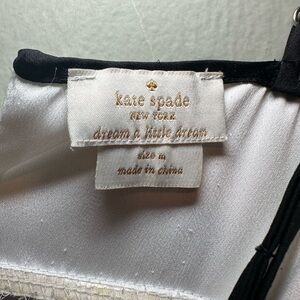 kate spade
NEW YORK
dream a little dream
size m
made in china